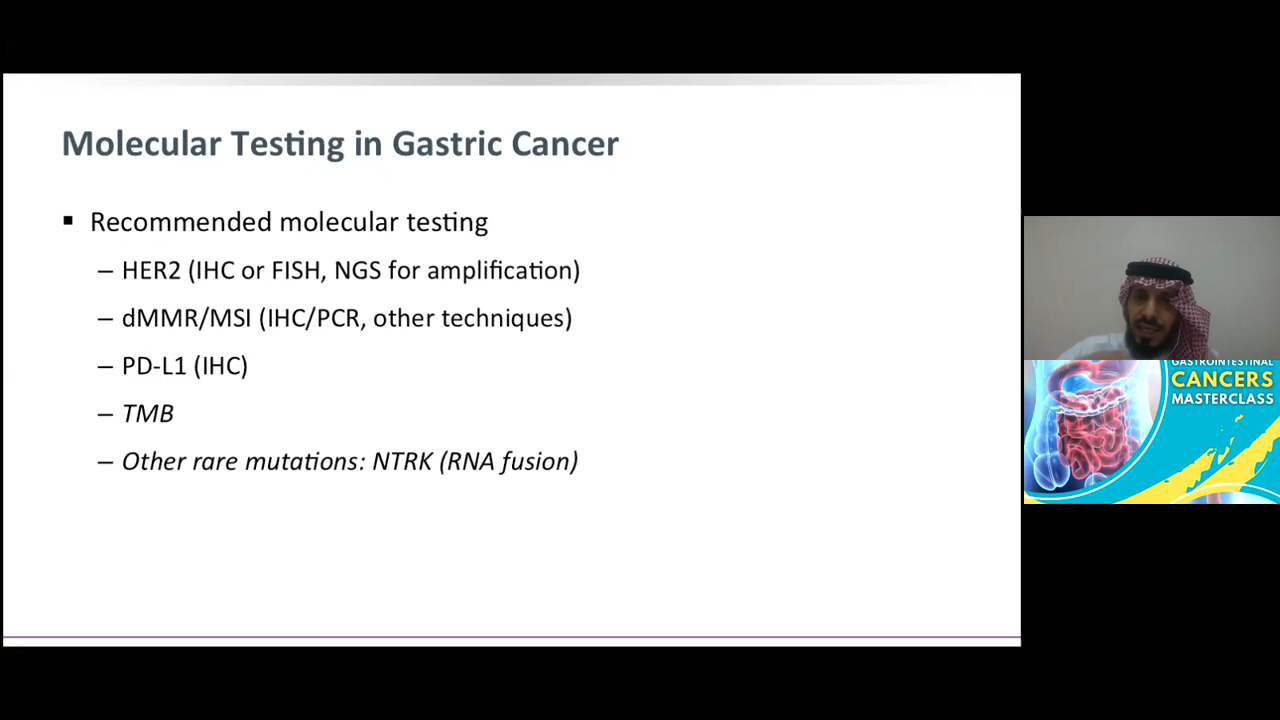 Molecular Testing in Gastric Cancer
▪ Recommended molecular testing
– HER2 (IHC or FISH, NGS for amplification)
– dMMR/MSI (IHC/PCR, other techniques)
– PD-L1 (IHC)
– TMB
– Other rare mutations: NTRK (RNA fusion)
GASTROINTESTINAL
CANCERS
MASTERCLASS